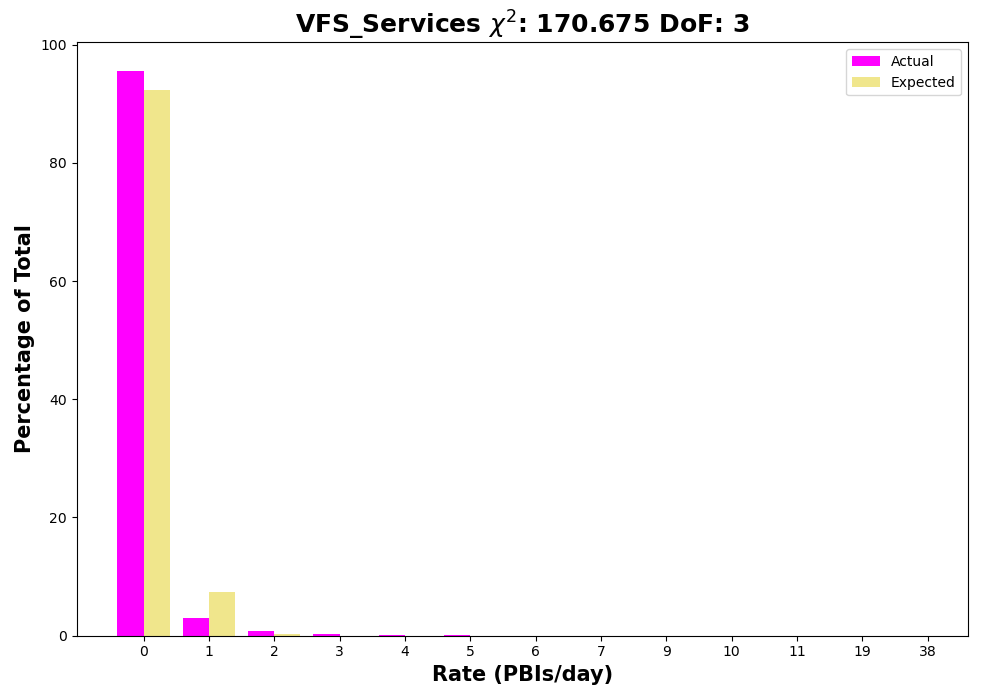 VFS_Services χ²: 170.675 DoF: 3
Actual
Expected
Percentage of Total
100
80
60
40
20
0
0 1 2 3 4 5 6 7 9 10 11 19 38
Rate (PBIs/day)